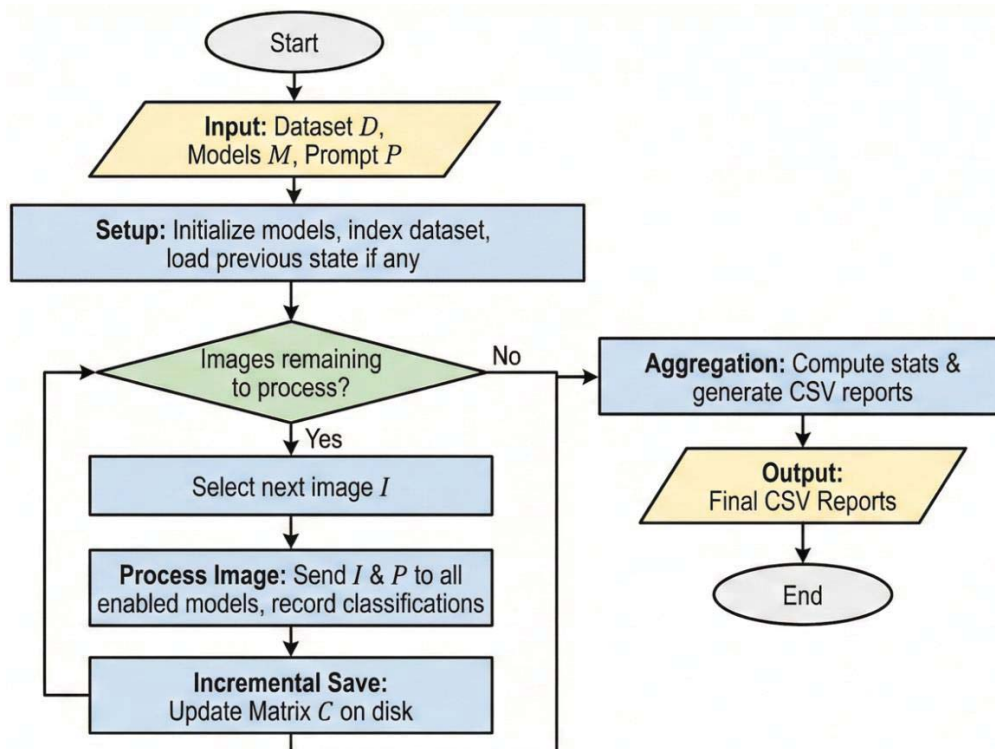 Start
Input: Dataset D,
Models M, Prompt P
Setup: Initialize models, index dataset,
load previous state if any
Images remaining
to process?
No
Yes
Select next image I
Process Image: Send I & P to all
enabled models, record classifications
Incremental Save:
Update Matrix C on disk
Aggregation: Compute stats &
generate CSV reports
Output:
Final CSV Reports
End